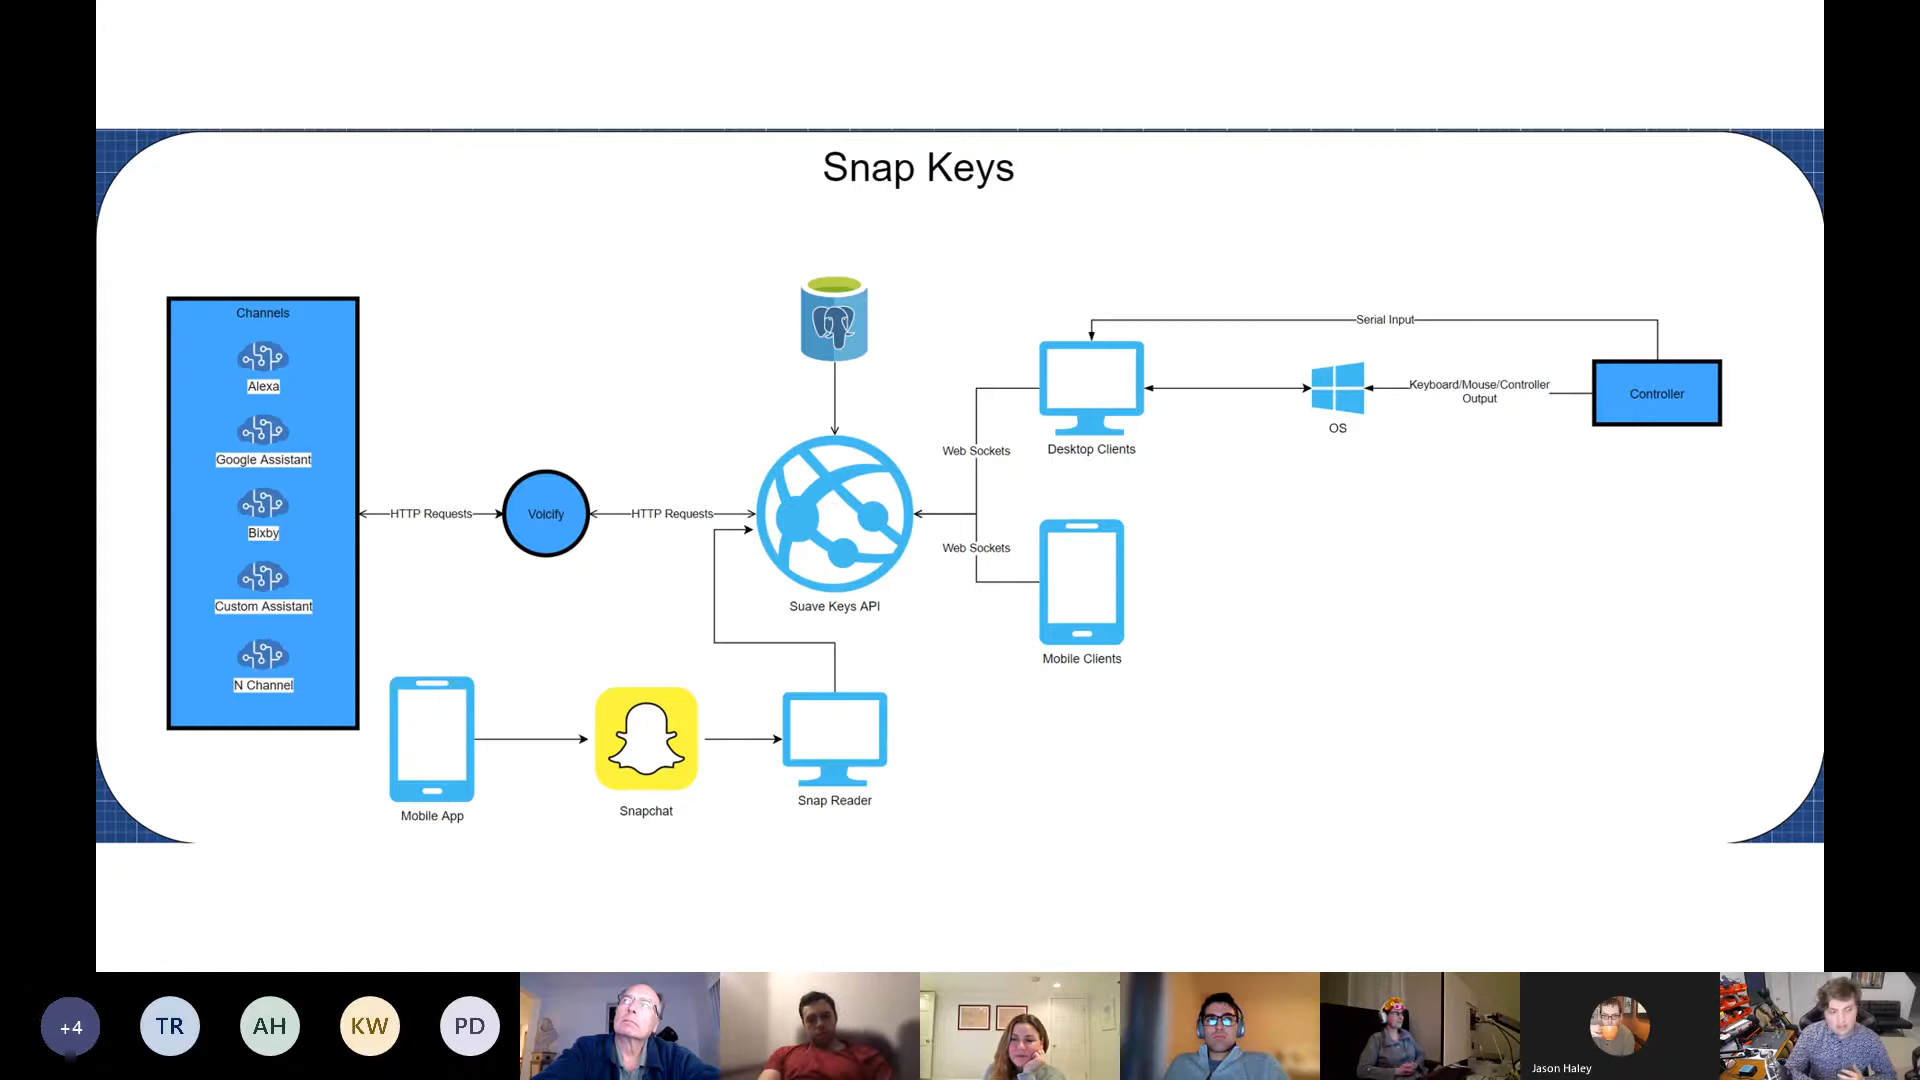 Snap Keys
Channels
Alexa
Google Assistant
Bixby
Custom Assistant
N Channel
HTTP Requests
Voicify
HTTP Requests
Suave Keys API
Web Sockets
Web Sockets
Desktop Clients
Mobile Clients
Serial Input
OS
Keyboard/Mouse/Controller
Output
Controller
Mobile App
Snapchat
Snap Reader
+4
TR
AH
KW
PD
Jason Haley